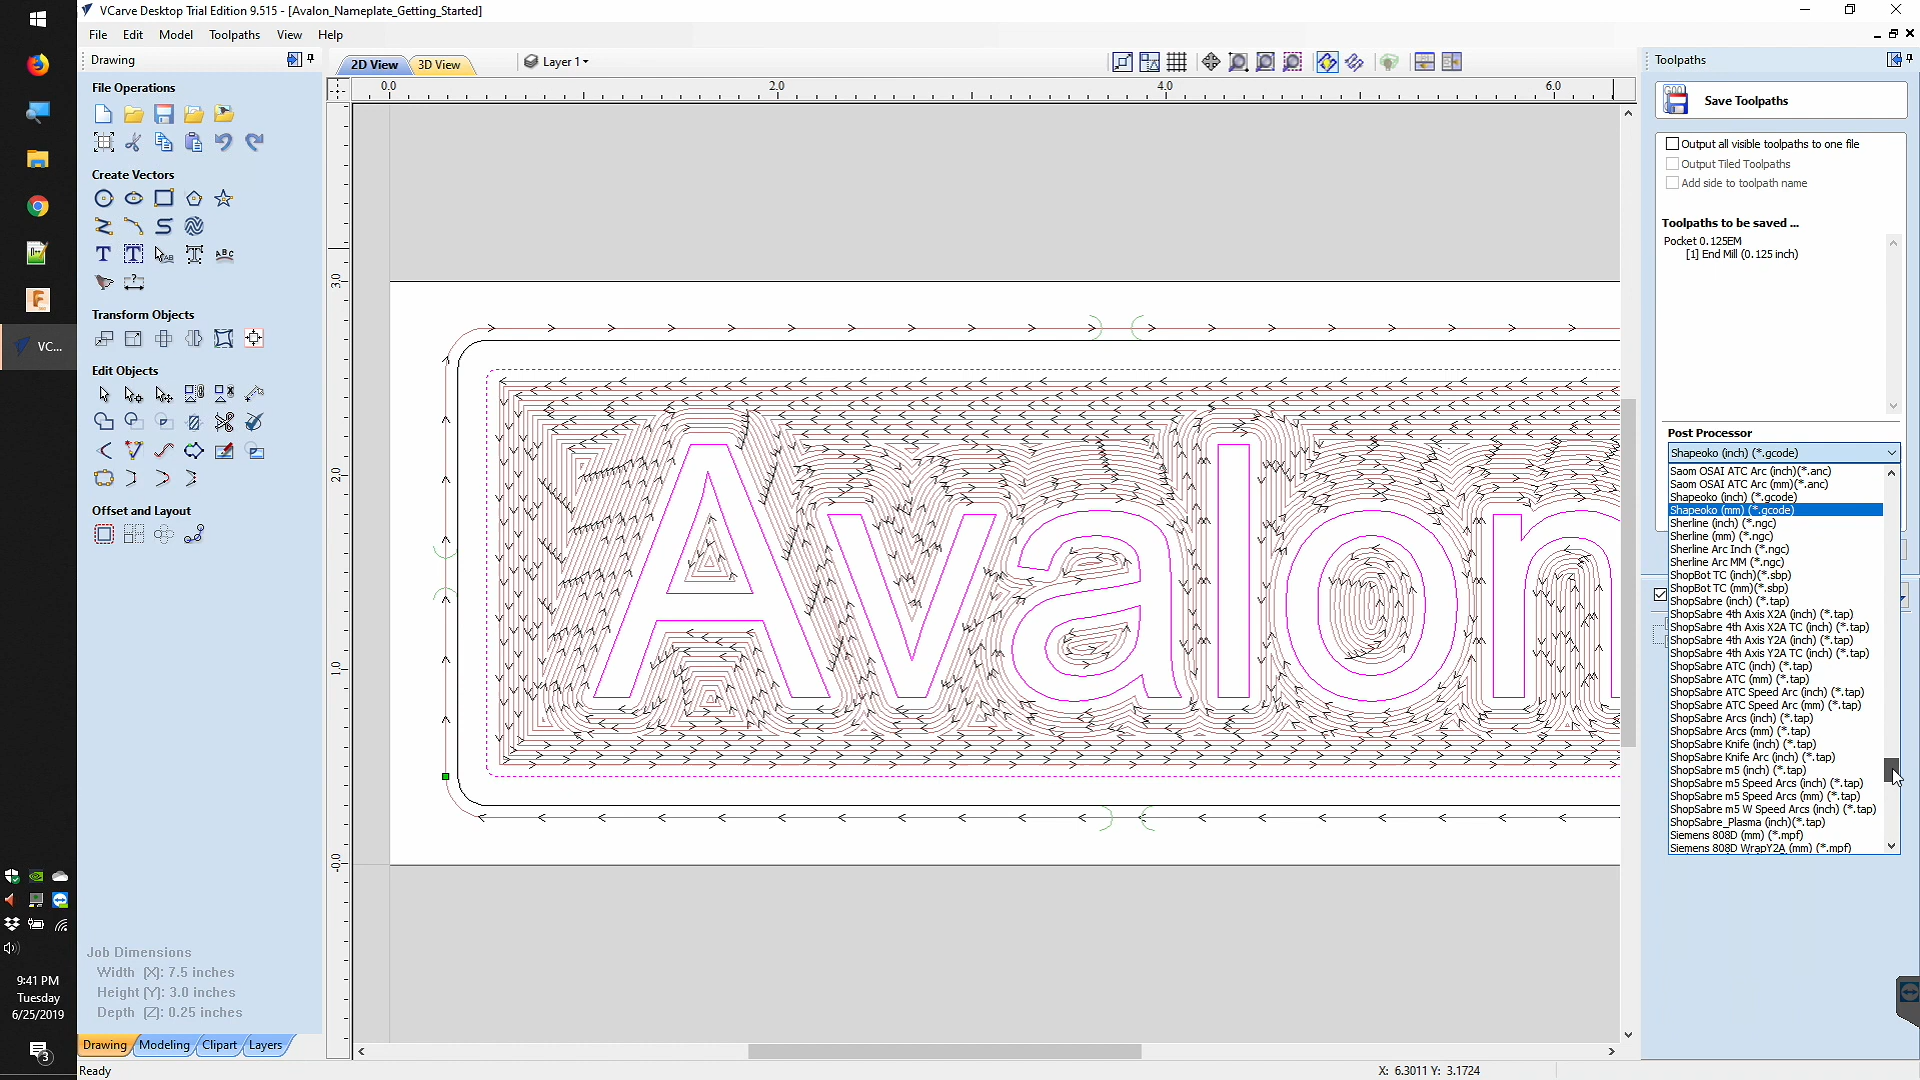 VCarve Desktop Trial Edition 9.515 - [Avalon_Nameplate_Getting_Started]
File Edit Model Toolpaths View Help
Drawing
2D View
3D View
Layer 1
Toolpaths
File Operations
Create Vectors
Transform Objects
Edit Objects
Offset and Layout
VC...
Job Dimensions
Width (X): 7.5 inches
Height (Y): 3.0 inches
Depth (Z): 0.25 inches
Drawing Modeling Clipart Layers
Ready
9:41 PM
Tuesday
6/25/2019
3
0.0 2.0 4.0 6.0
3.0
2.0
1.0
-0.0
Avalon
Save Toolpaths
Output all visible toolpaths to one file
Output Tiled Toolpaths
Add side to toolpath name
Toolpaths to be saved ...
Pocket 0.125EM
[1] End Mill (0.125 inch)
Post Processor
Shapeoko (inch) (*.gcode)
Saom OSAI ATC Arc (inch)(*.anc)
Saom OSAI ATC Arc (mm)(*.anc)
Shapeoko (inch) (*.gcode)
Shapeoko (mm) (*.gcode)
Sherline (inch) (*.ngc)
Sherline (mm) (*.ngc)
Sherline Arc Inch (*.ngc)
Sherline Arc MM (*.ngc)
ShopBot TC (inch)(*.sbp)
ShopBot TC (mm)(*.sbp)
ShopSabre (inch) (*.tap)
ShopSabre 4th Axis X2A (inch) (*.tap)
ShopSabre 4th Axis X2A TC (inch) (*.tap)
ShopSabre 4th Axis Y2A (inch) (*.tap)
ShopSabre 4th Axis Y2A TC (inch) (*.tap)
ShopSabre ATC (inch) (*.tap)
ShopSabre ATC (mm) (*.tap)
ShopSabre ATC Speed Arc (inch) (*.tap)
ShopSabre ATC Speed Arc (mm) (*.tap)
ShopSabre Arcs (inch) (*.tap)
ShopSabre Arcs (mm) (*.tap)
ShopSabre Knife (inch) (*.tap)
ShopSabre Knife Arc (inch) (*.tap)
ShopSabre m5 (inch) (*.tap)
ShopSabre m5 Speed Arcs (inch) (*.tap)
ShopSabre m5 Speed Arcs (mm) (*.tap)
ShopSabre m5 W Speed Arcs (inch) (*.tap)
ShopSabre_Plasma (inch)(*.tap)
Siemens 808D (mm) (*.mpf)
Siemens 808D WrapY2A (mm) (*.mpf)
X: 6.3011 Y: 3.1724